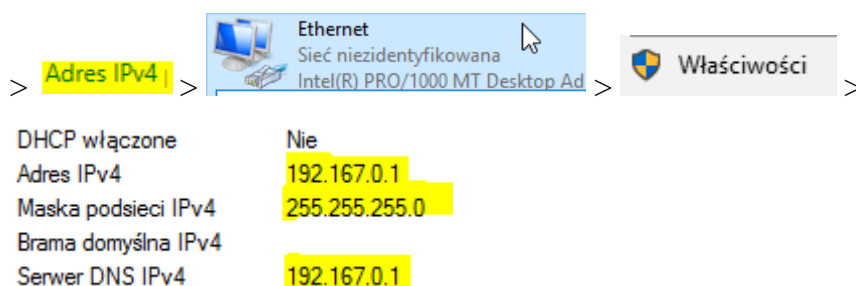 > Adres IPv4 > Ethernet
Sieć niezidentyfikowana
Intel(R) PRO/1000 MT Desktop Ad > Właściwości >
DHCP włączone Nie
Adres IPv4 192.167.0.1
Maska podsieci IPv4 255.255.255.0
Brama domyślna IPv4
Serwer DNS IPv4 192.167.0.1